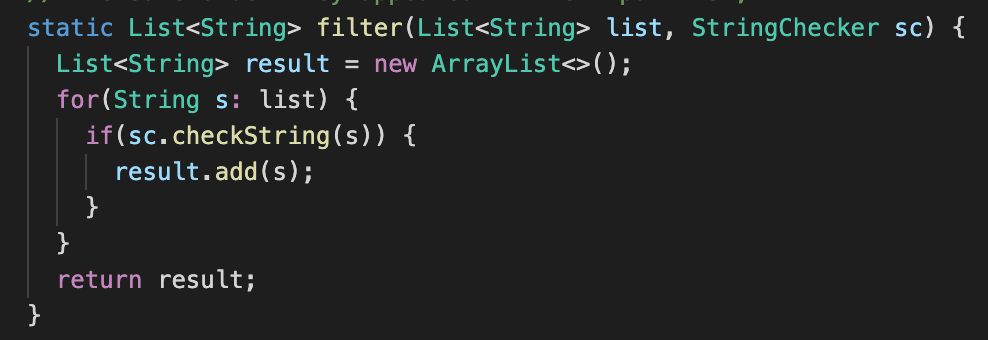 static List<String> filter(List<String> list, StringChecker sc) {
List<String> result = new ArrayList<>();
for(String s: list) {
if(sc.checkString(s)) {
result.add(s);
}
}
return result;
}